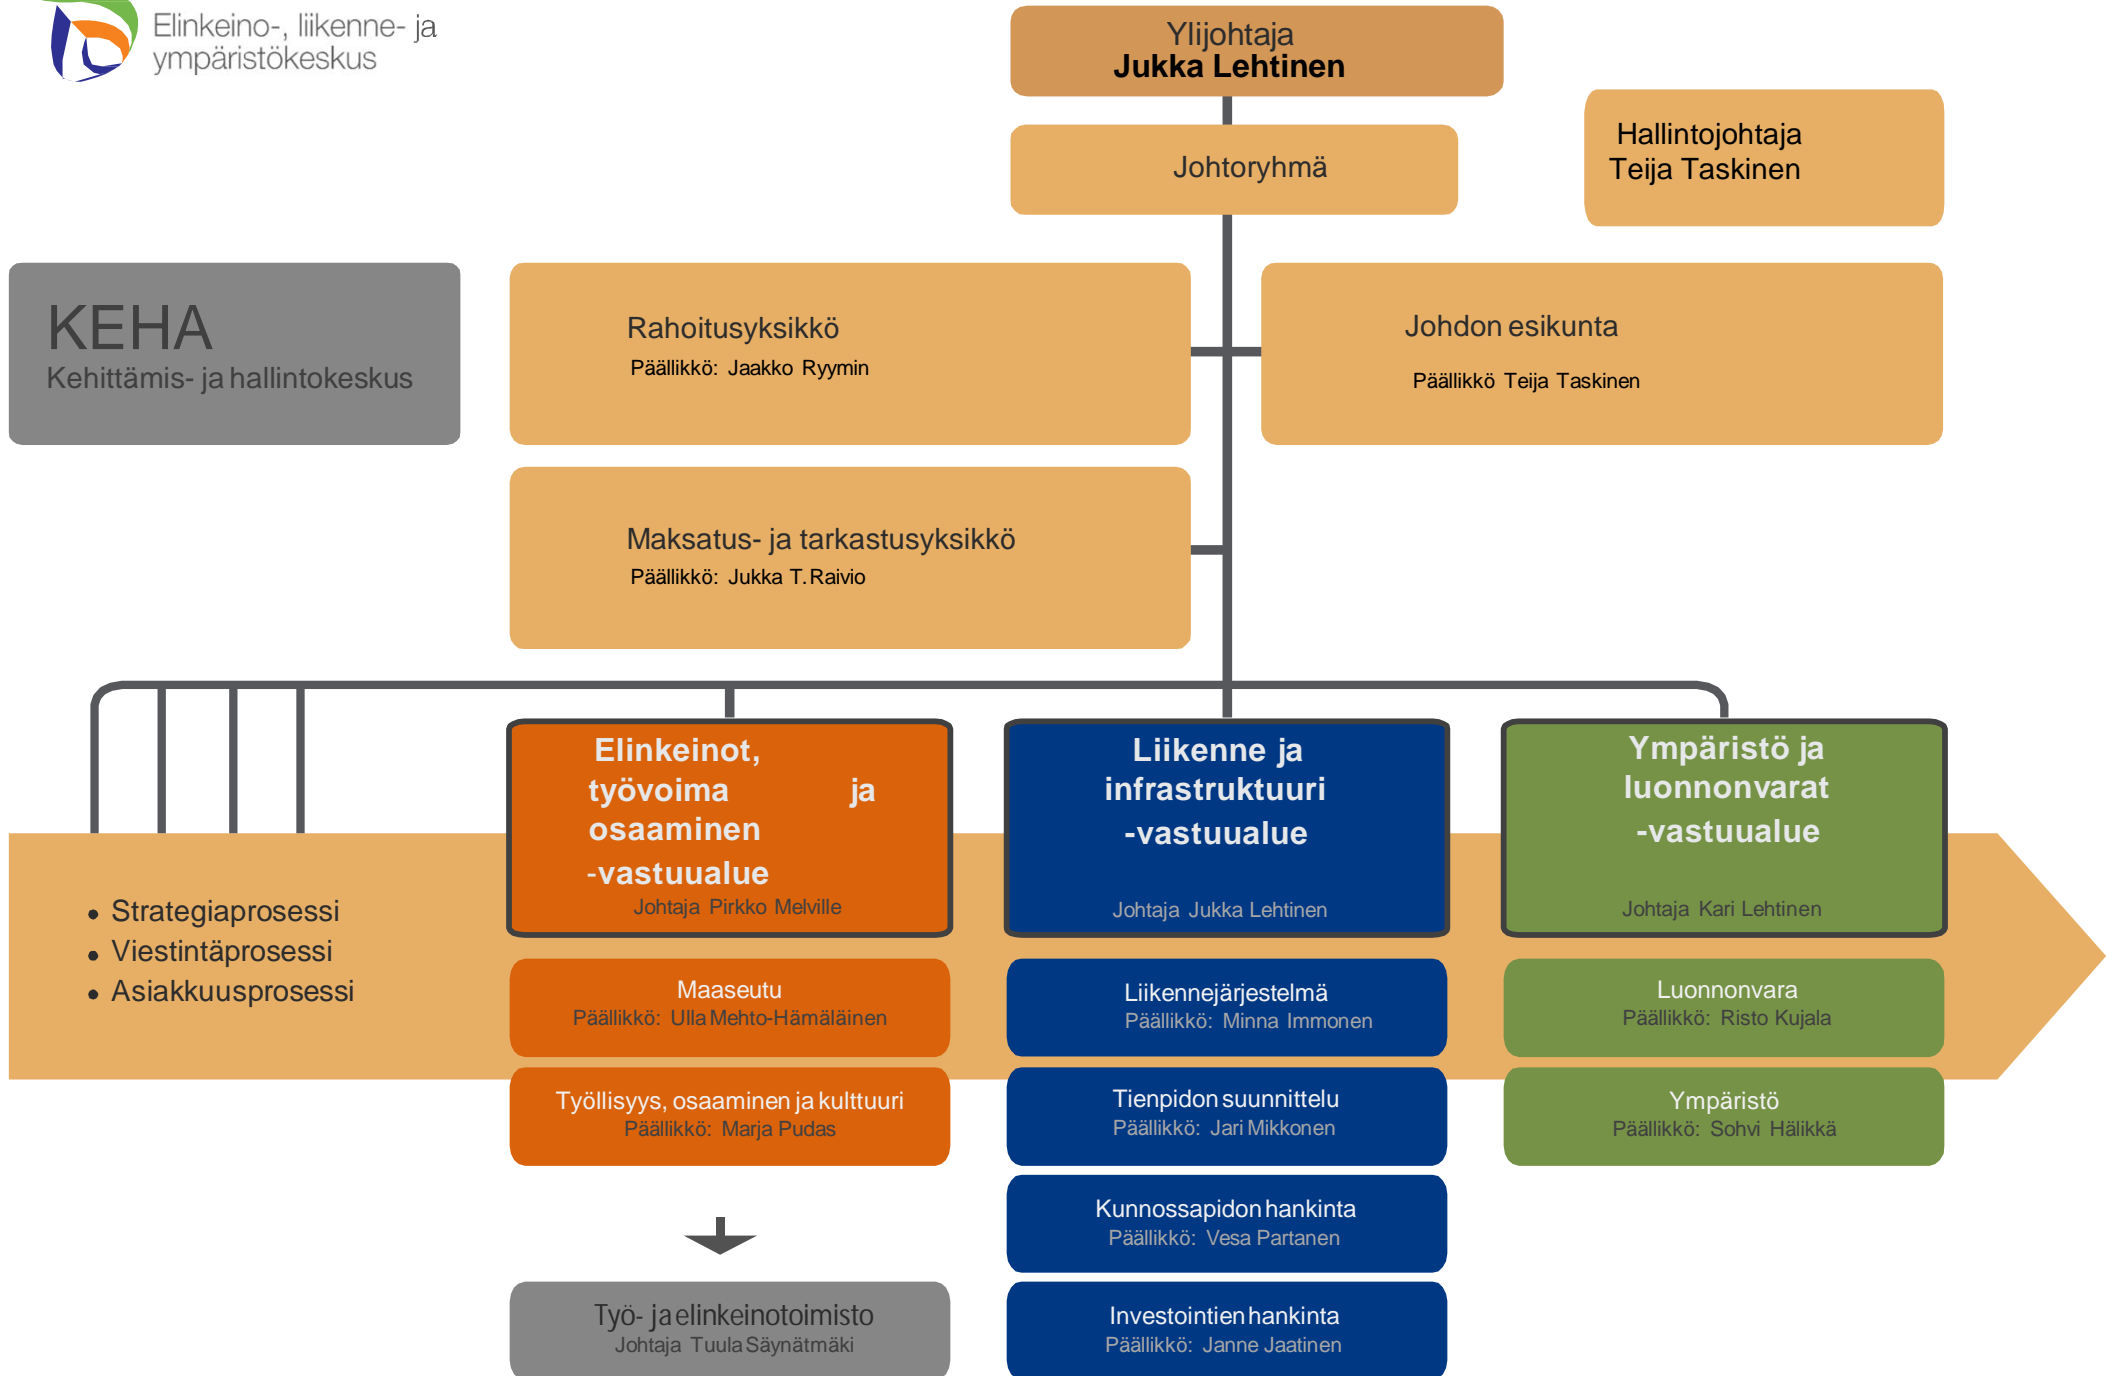 Elinkeino-, liikenne- ja
ympäristökeskus
Ylijohtaja
Jukka Lehtinen
Johtoryhmä
Hallintojohtaja
Teija Taskinen
KEHA
Kehittämis- ja hallintokeskus
Rahoitusyksikkö
Päällikkö: Jaakko Ryymin
Johdon esikunta
Päällikkö Teija Taskinen
Maksatus- ja tarkastusyksikkö
Päällikkö: Jukka T. Raivio
• Strategiaprosessi
• Viestintäprosessi
• Asiakkuusprosessi
Elinkeinot,
työvoima ja
osaaminen
-vastuualue
Johtaja Pirkko Melville
Maaseutu
Päällikkö: Ulla Mehto-Hämäläinen
Työllisyys, osaaminen ja kulttuuri
Päällikkö: Marja Pudas
Työ- ja elinkeinotoimisto
Johtaja Tuula Säynätmäki
Liikenne ja
infrastruktuuri
-vastuualue
Johtaja Jukka Lehtinen
Liikennejärjestelmä
Päällikkö: Minna Immonen
Tienpidon suunnittelu
Päällikkö: Jari Mikkonen
Kunnossapidon hankinta
Päällikkö: Vesa Partanen
Investointien hankinta
Päällikkö: Janne Jaatinen
Ympäristö ja
luonnonvarat
-vastuualue
Johtaja Kari Lehtinen
Luonnonvara
Päällikkö: Risto Kujala
Ympäristö
Päällikkö: Sohvi Hälikkä